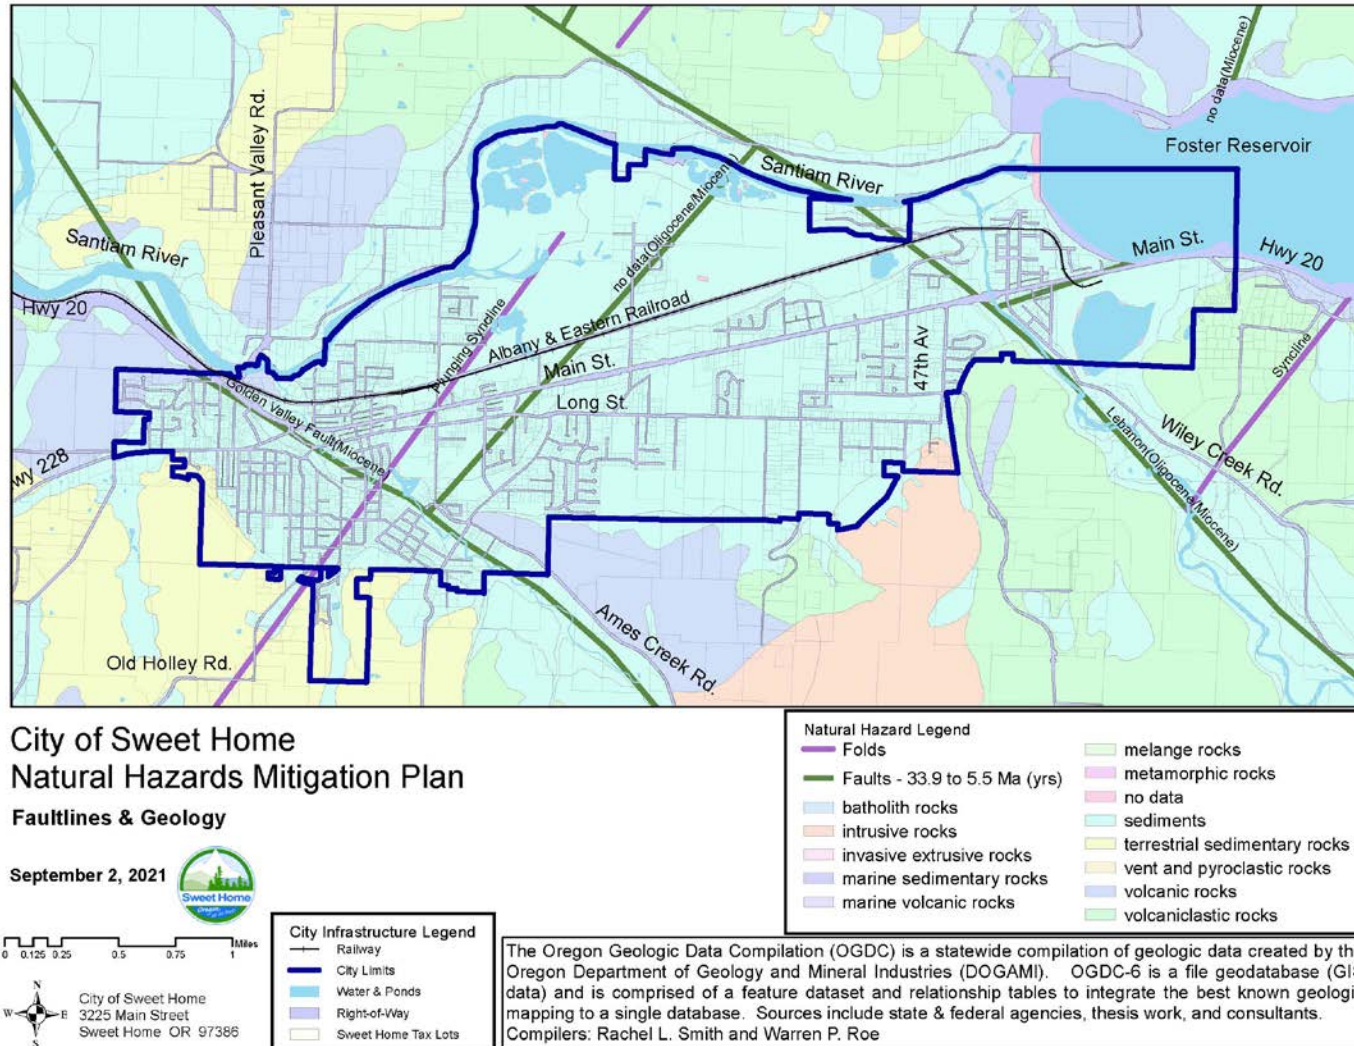 no data(Miocene)
Pleasant Valley Rd.
Foster Reservoir
Santiam River
no data(Oligocene/Miocene)
Santiam River
Main St.
Hwy 20
Hwy 20
Plunging Syncline
Albany & Eastern Railroad
Main St.
47th Av
Syncline
Golden Valley Fault(Miocene)
Long St.
Lebanon(Oligocene/Miocene)
Wiley Creek Rd.
wy 228
Ames Creek Rd.
Old Holley Rd.
City of Sweet Home
Natural Hazards Mitigation Plan
Faultlines & Geology
September 2, 2021
Sweet Home
Oregon
0 0.125 0.25 0.5 0.75 1 Miles
N
W E
S
City of Sweet Home
3225 Main Street
Sweet Home OR 97386
City Infrastructure Legend
Railway
City Limits
Water & Ponds
Right-of-Way
Sweet Home Tax Lots
Natural Hazard Legend
Folds
Faults - 33.9 to 5.5 Ma (yrs)
batholith rocks
intrusive rocks
invasive extrusive rocks
marine sedimentary rocks
marine volcanic rocks
melange rocks
metamorphic rocks
no data
sediments
terrestrial sedimentary rocks
vent and pyroclastic rocks
volcanic rocks
volcaniclastic rocks
The Oregon Geologic Data Compilation (OGDC) is a statewide compilation of geologic data created by th
Oregon Department of Geology and Mineral Industries (DOGAMI). OGDC-6 is a file geodatabase (GIS
data) and is comprised of a feature dataset and relationship tables to integrate the best known geologi
mapping to a single database. Sources include state & federal agencies, thesis work, and consultants.
Compilers: Rachel L. Smith and Warren P. Roe